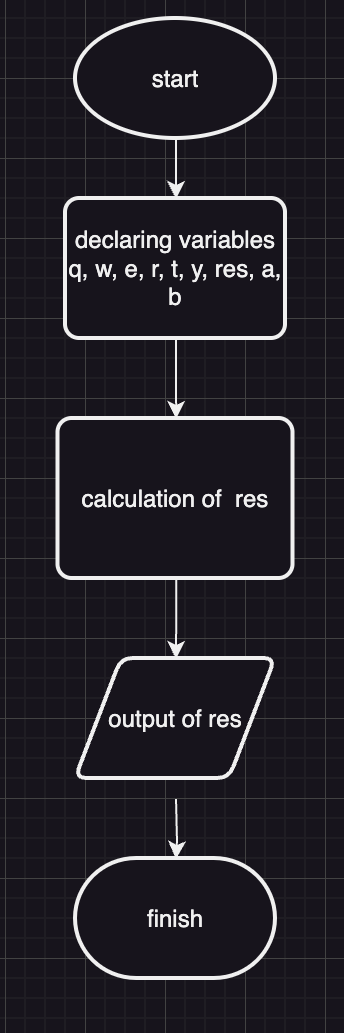 start
declaring variables
q, w, e, r, t, y, res, a,
b
calculation of  res
output of res
finish